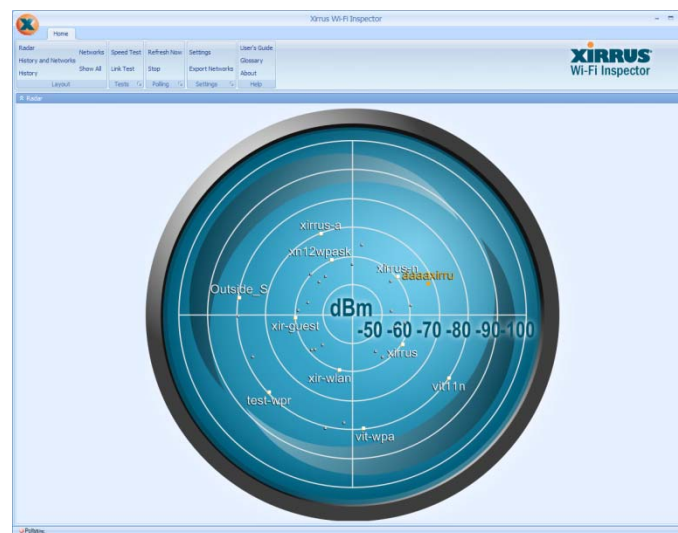 Xirrus Wi-Fi Inspector
Home
Radar
History and Networks
History
Networks
Show All
Layout
Speed Test
Link Test
Tests
Refresh Now
Stop
Polling
Settings
Export Networks
Settings
User's Guide
Glossary
About
Help
XIRRUS
Wi-Fi Inspector
Radar
xirrus-a
xn12wpask
xirrus-n
aaaaxirru
Outside_S
dBm
xir-guest
-50 -60 -70 -80 -90-100
xirrus
xir-wlan
vit11n
test-wpr
vit-wpa